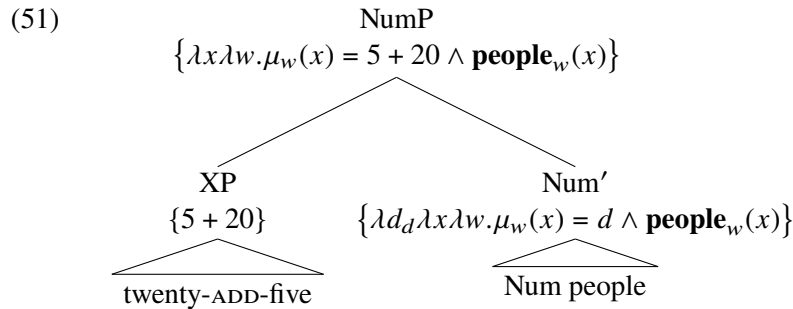 (51) NumP
{λxλw.μ_w(x) = 5 + 20 ∧ people_w(x)}
XP Num′
{5 + 20} {λd_dλxλw.μ_w(x) = d ∧ people_w(x)}
twenty-ADD-five Num people